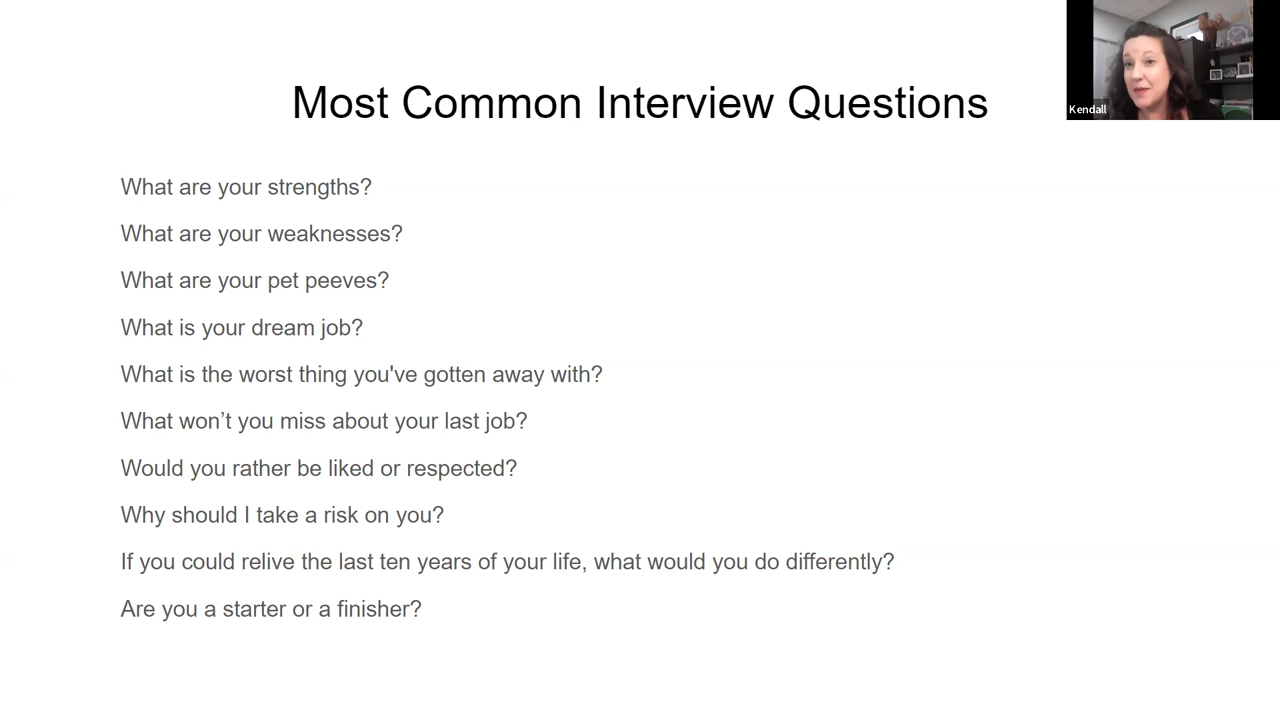 Most Common Interview Questions
Kendall
What are your strengths?
What are your weaknesses?
What are your pet peeves?
What is your dream job?
What is the worst thing you've gotten away with?
What won’t you miss about your last job?
Would you rather be liked or respected?
Why should I take a risk on you?
If you could relive the last ten years of your life, what would you do differently?
Are you a starter or a finisher?